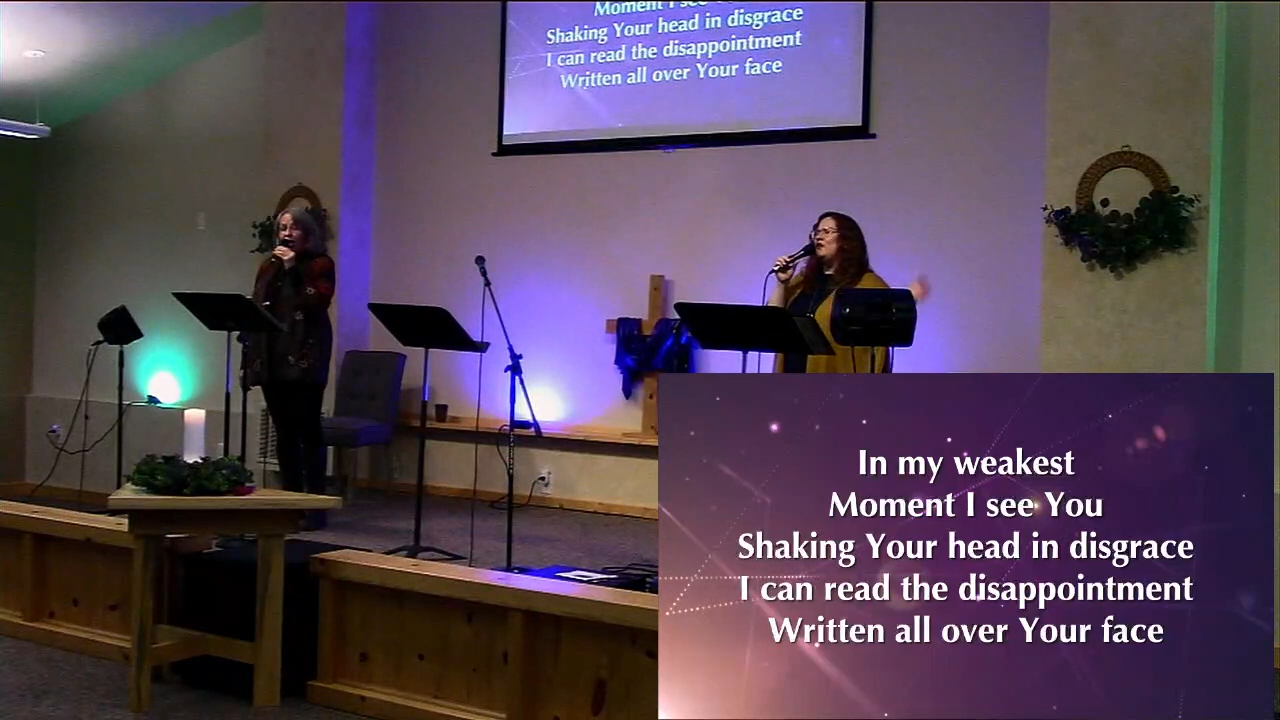 Moment I see
Shaking Your head in disgrace
I can read the disappointment
Written all over Your face
In my weakest
Moment I see You
Shaking Your head in disgrace
I can read the disappointment
Written all over Your face